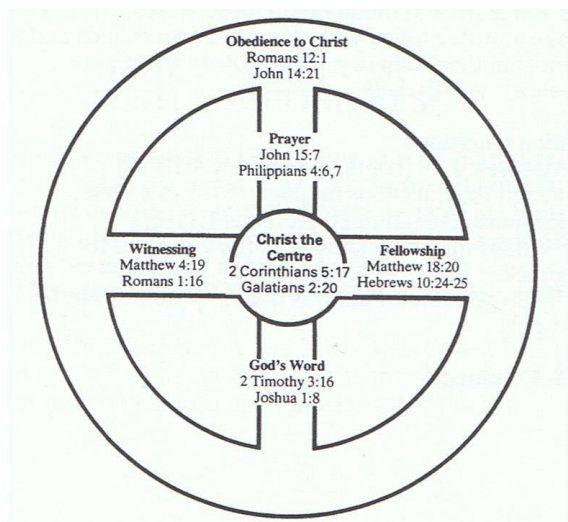 Obedience to Christ
Romans 12:1
John 14:21
Prayer
John 15:7
Philippians 4:6,7
Witnessing
Matthew 4:19
Romans 1:16
Christ the
Centre
2 Corinthians 5:17
Galatians 2:20
Fellowship
Matthew 18:20
Hebrews 10:24-25
God's Word
2 Timothy 3:16
Joshua 1:8